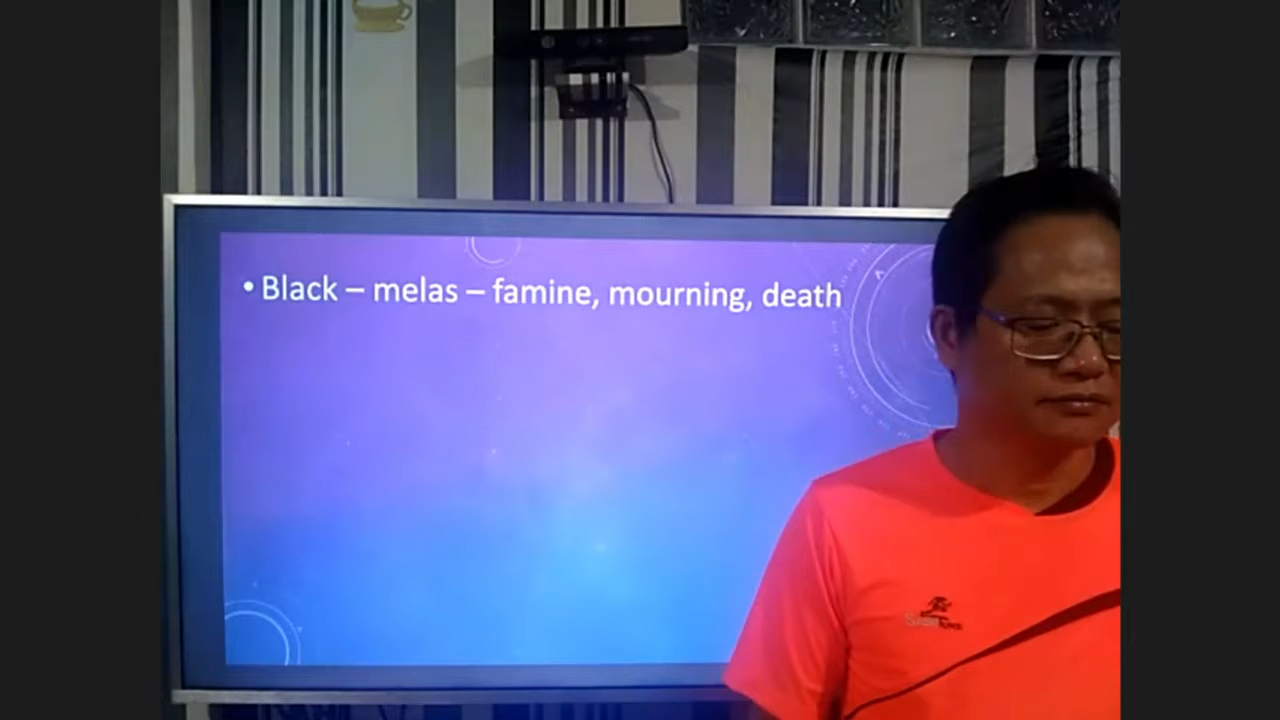 • Black – melas – famine, mourning, death